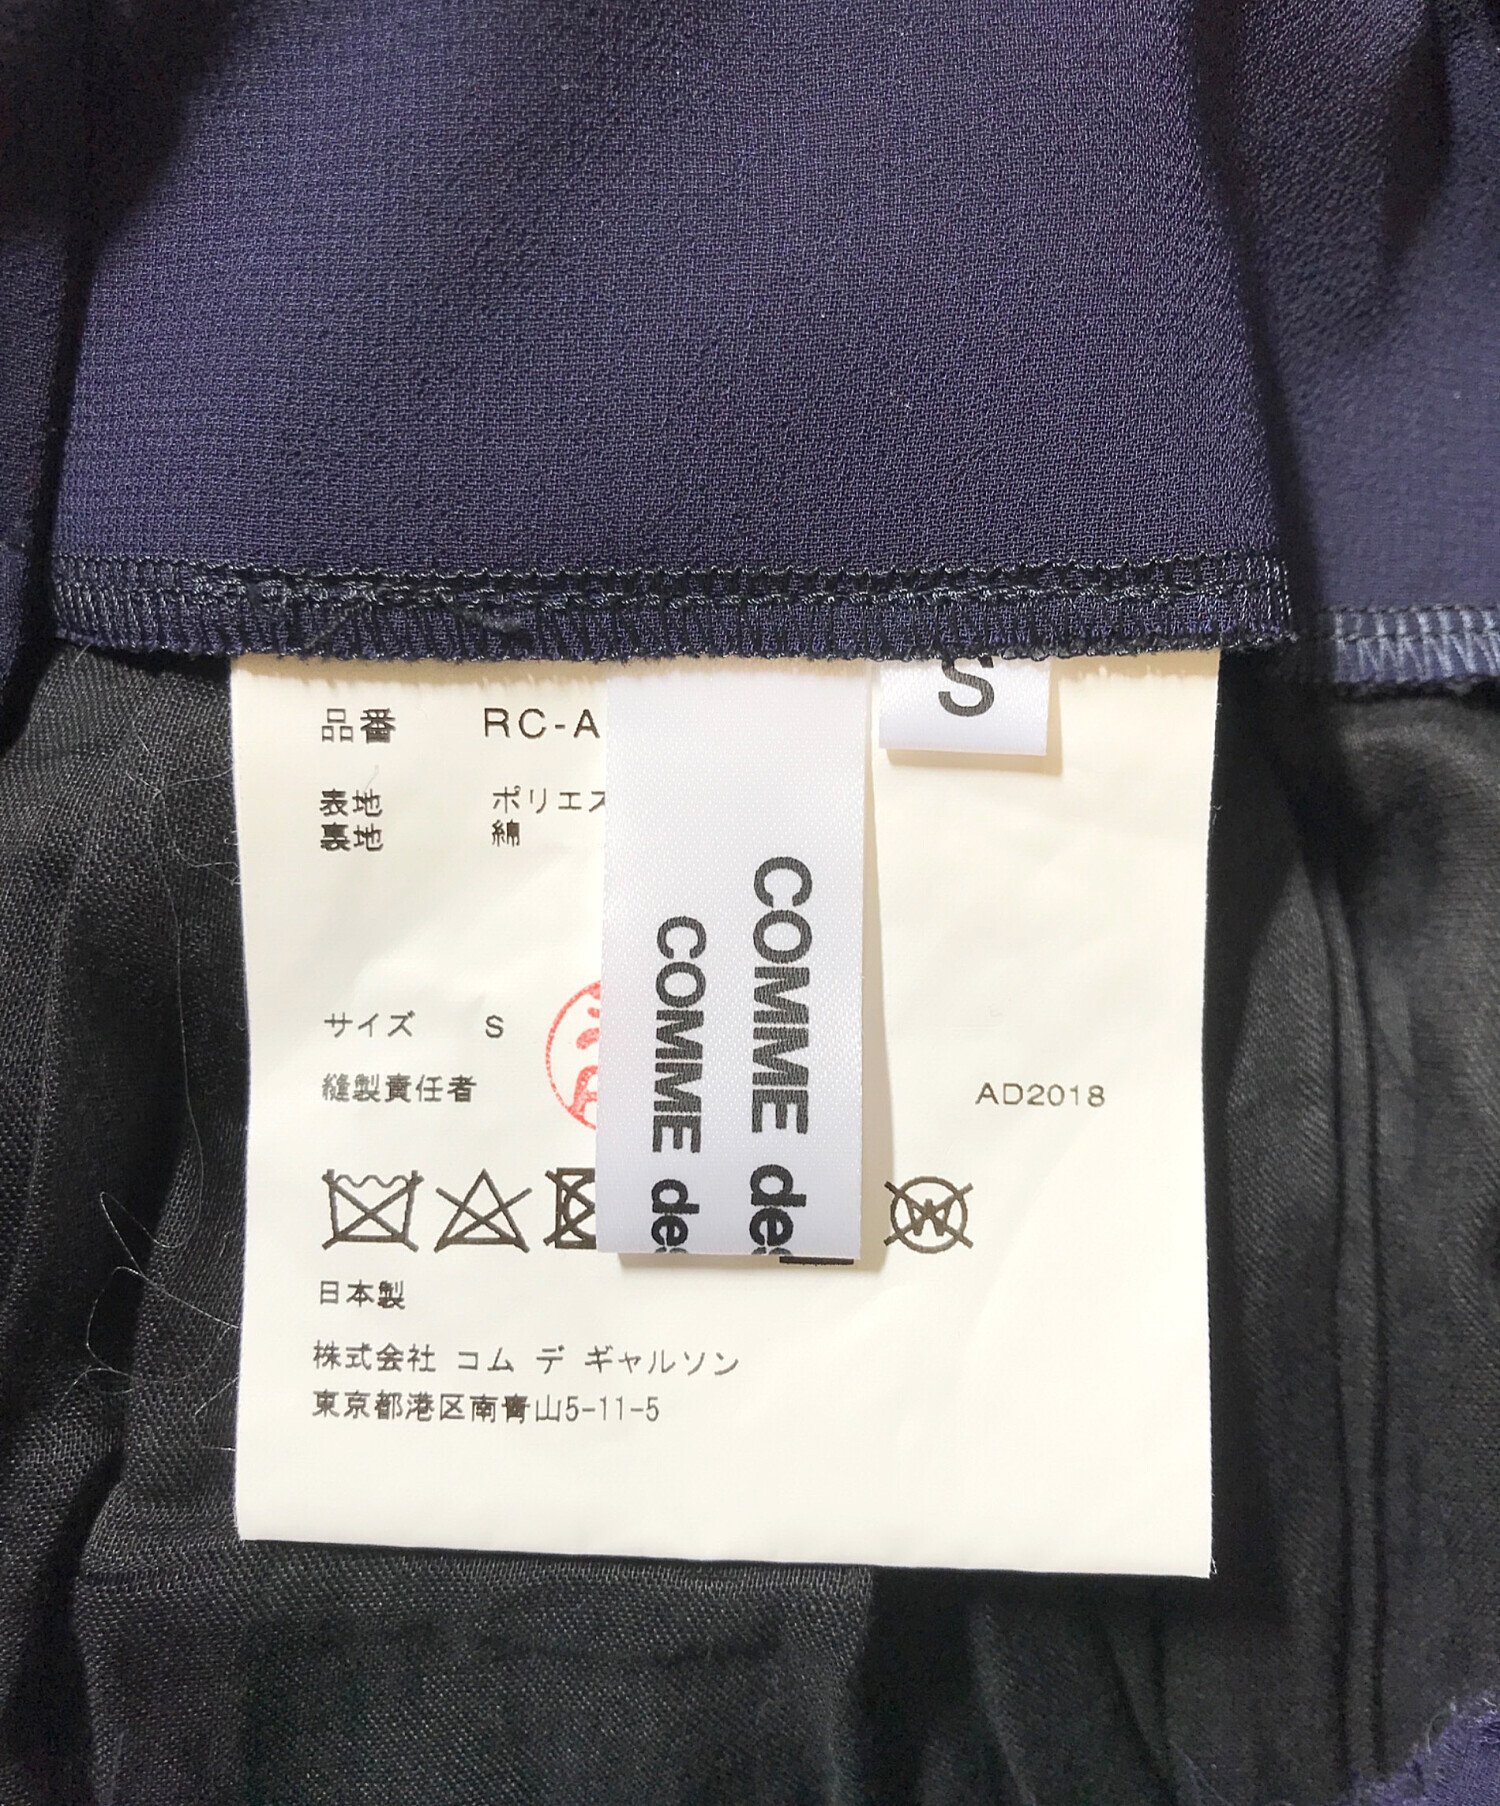 S
品番 RC-A
表地 ポリエス
裏地 綿
COMME des
COMME des
サイズ S
縫製責任者
AD2018
W
日本製
株式会社 コム デ ギャルソン
東京都港区南青山5-11-5